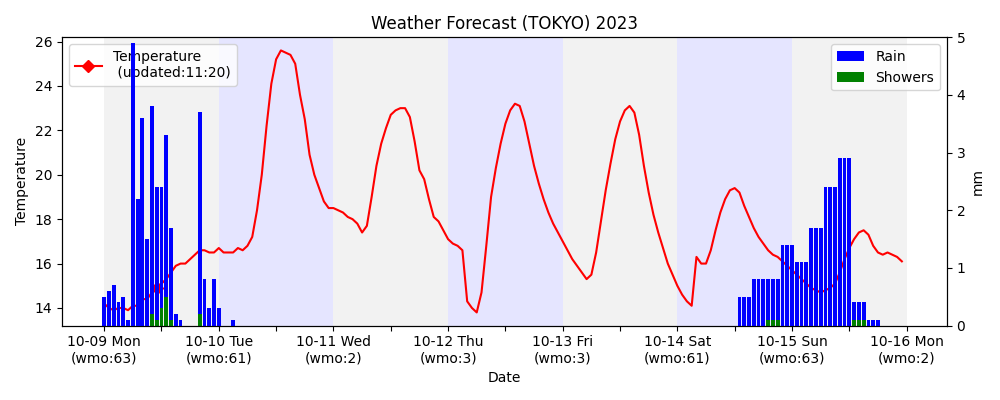 Weather Forecast (TOKYO) 2023
Temperature
(updated:11:20)
Rain
Showers
26
24
22
20
18
16
14
Temperature
5
4
3
2
1
0
mm
10-09 Mon
(wmo:63)
10-10 Tue
(wmo:61)
10-11 Wed
(wmo:2)
10-12 Thu
(wmo:3)
10-13 Fri
(wmo:3)
10-14 Sat
(wmo:61)
10-15 Sun
(wmo:63)
10-16 Mon
(wmo:2)
Date